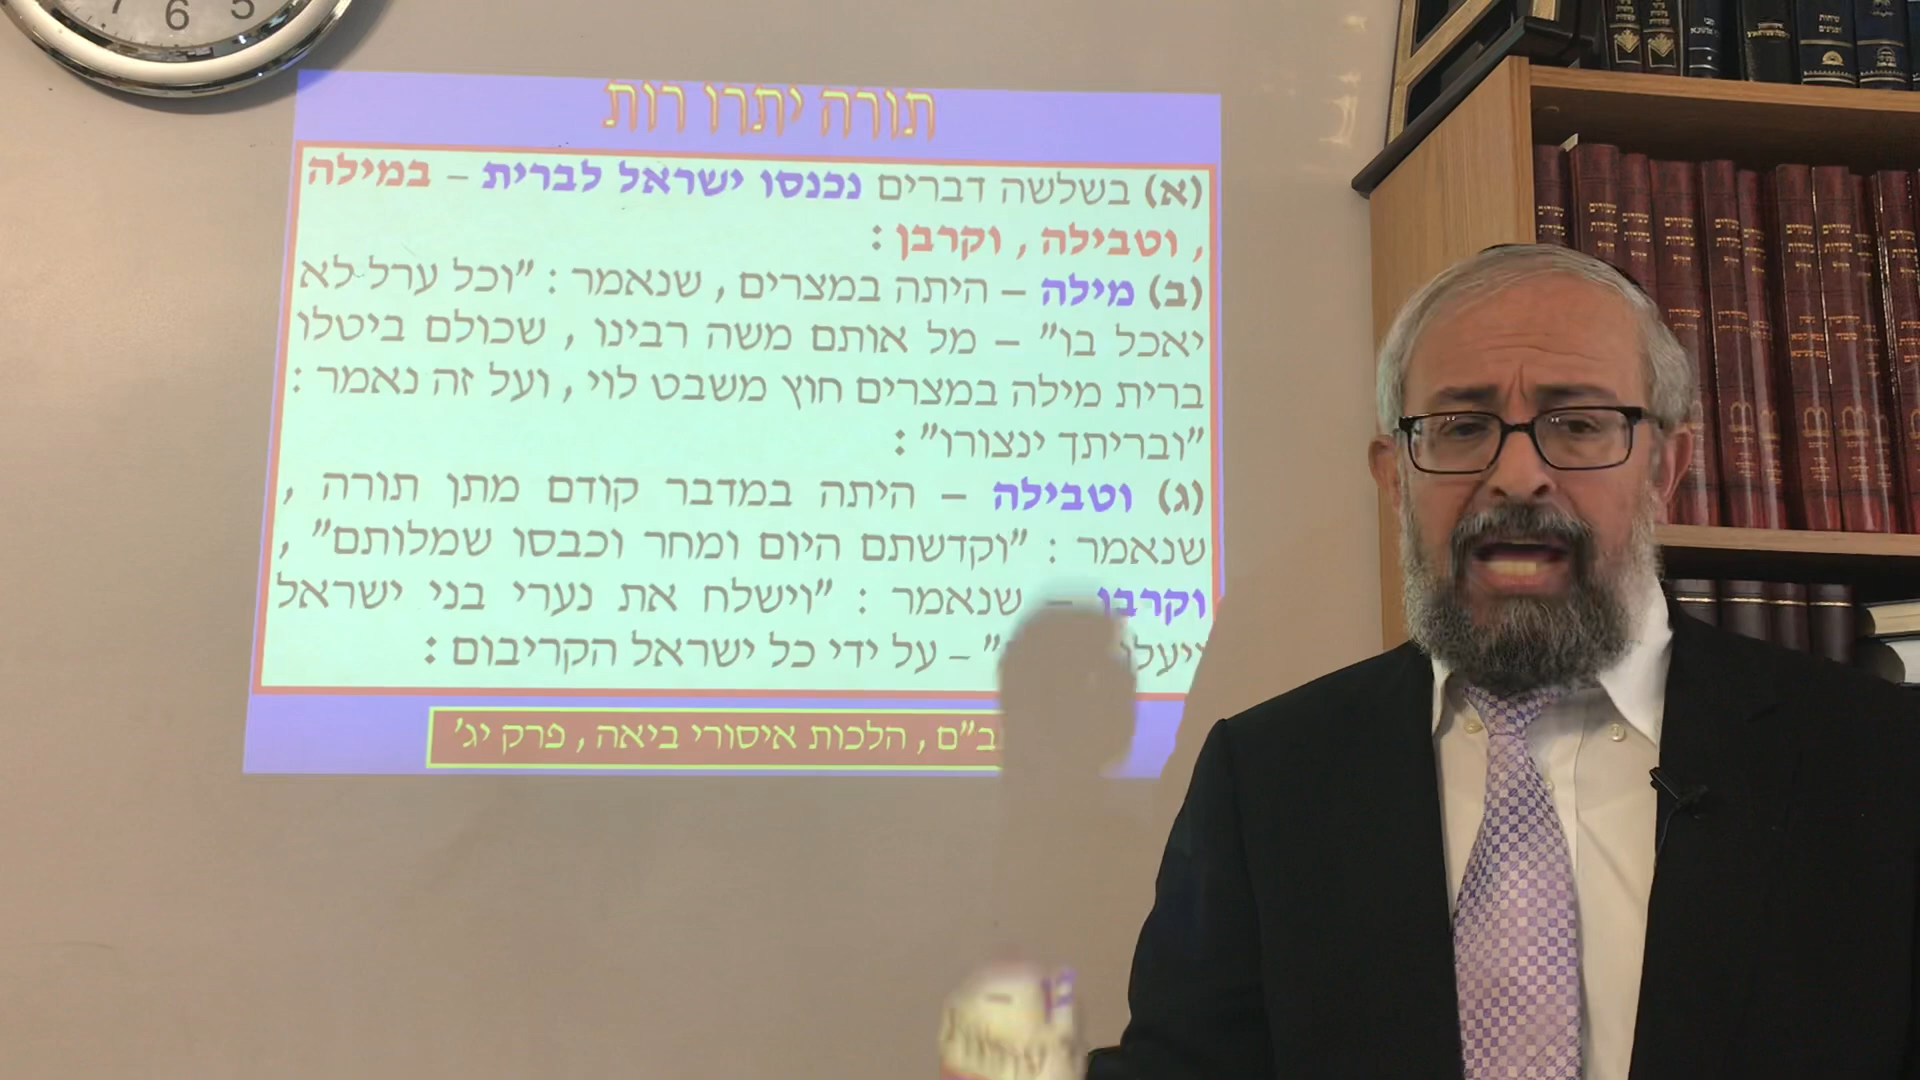 7 6 5
תורה יתרו רות
(א) בשלשה דברים נכנסו ישראל לברית – במילה
, וטבילה , וקרבן :
(ב) מילה – היתה במצרים , שנאמר : "וכל ערל לא
יאכל בו" – מל אותם משה רבינו , שכולם ביטלו
ברית מילה במצרים חוץ משבט לוי , ועל זה נאמר :
"ובריתך ינצורו" :
(ג) וטבילה – היתה במדבר קודם מתן תורה ,
שנאמר : "וקדשתם היום ומחר וכבסו שמלותם" ,
וקרבן – שנאמר : "וישלח את נערי בני ישראל
" – על ידי כל ישראל הקריבום :
ב"ם , הלכות איסורי ביאה , פרק יג'